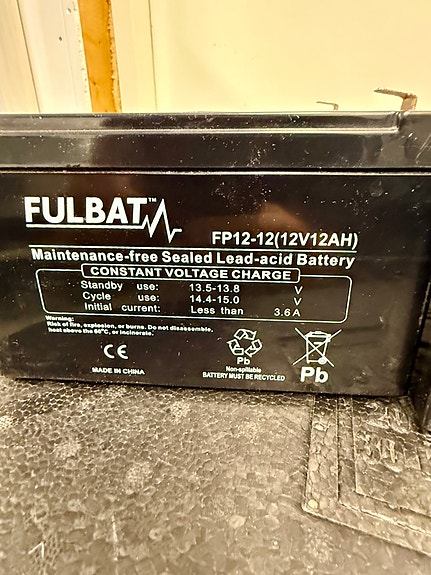 FULBAT™
FP12-12(12V12AH)
Maintenance-free Sealed Lead-acid Battery
CONSTANT VOLTAGE CHARGE
Standby use: 13.5-13.8 V
Cycle use: 14.4-15.0 V
Initial current: Less than 3.6 A
Warning:
Risk of fire, explosion, or burns. Do not disassemble,
heat above the 60°C, or incinerate.
CE
MADE IN CHINA
Pb
Non-spillable
BATTERY MUST BE RECYCLED
Pb